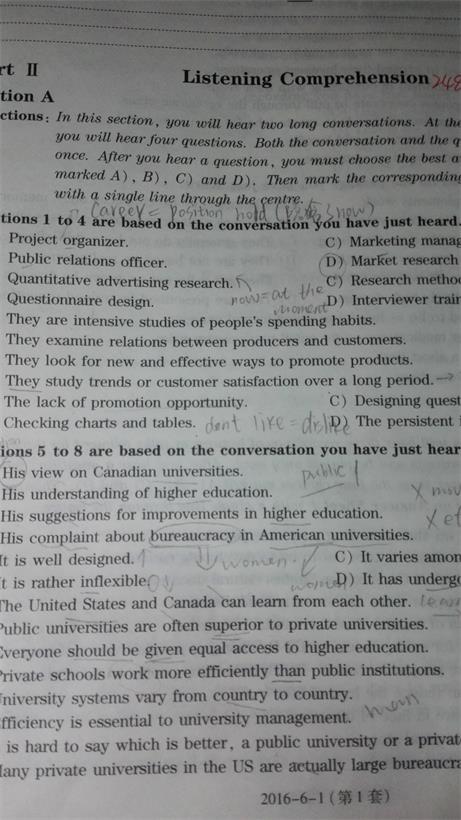 rt II
Listening Comprehension 248
tion A
ctions: In this section, you will hear two long conversations. At the
you will hear four questions. Both the conversation and the q
once. After you hear a question, you must choose the best a
marked A), B), C) and D). Then mark the corresponding
with a single line through the centre.
Career = Position hold ( now)
tions 1 to 4 are based on the conversation you have just heard.
Project organizer. C) Marketing manag
Public relations officer. D) Market research
Quantitative advertising research. C) Research method
now = at the moment
Questionnaire design. D) Interviewer train
They are intensive studies of people's spending habits.
They examine relations between producers and customers.
They look for new and effective ways to promote products.
They study trends or customer satisfaction over a long period.
The lack of promotion opportunity. C) Designing quest
Checking charts and tables. dont like = dislike D) The persistent
ions 5 to 8 are based on the conversation you have just hear
His view on Canadian universities. public
His understanding of higher education. X mou
His suggestions for improvements in higher education. X et
His complaint about bureaucracy in American universities.
It is well designed. women C) It varies amon
It is rather inflexible. women D) It has undergo
The United States and Canada can learn from each other. learn
Public universities are often superior to private universities.
Everyone should be given equal access to higher education.
Private schools work more efficiently than public institutions.
University systems vary from country to country.
Efficiency is essential to university management. mean
is hard to say which is better, a public university or a privat
Many private universities in the US are actually large bureaucra
2016-6-1(第1套)